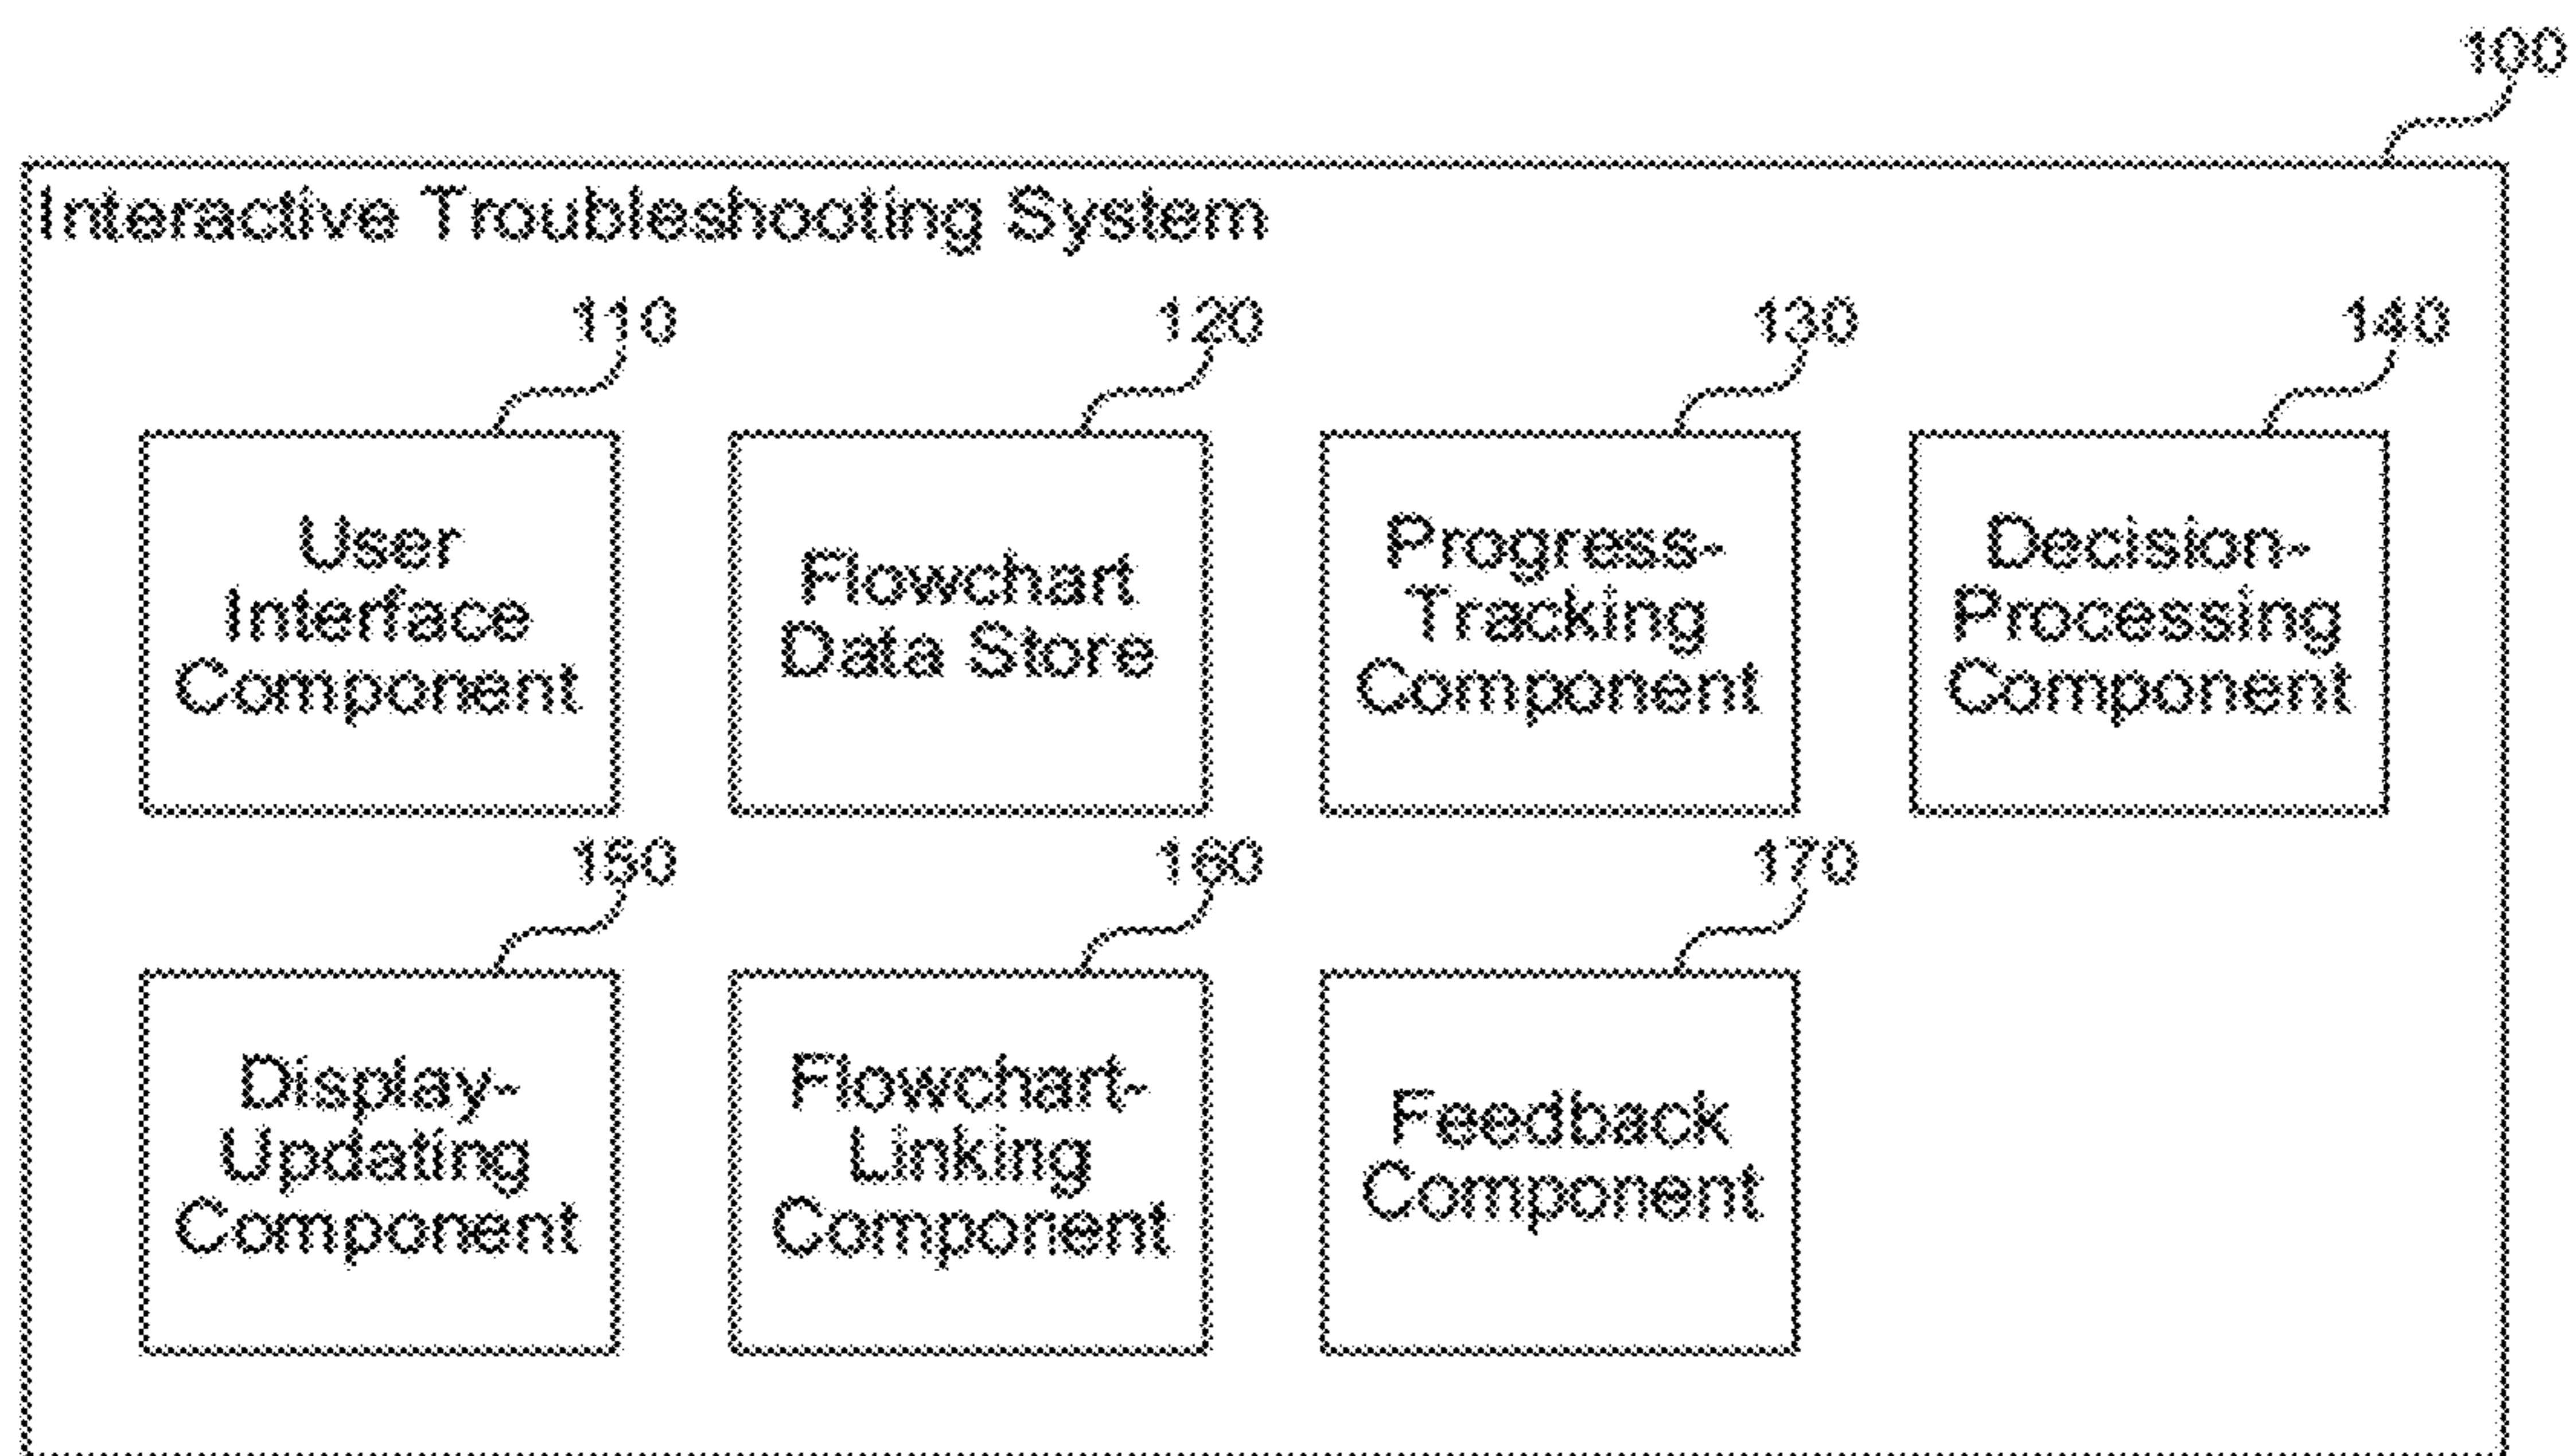 100
Interactive Troubleshooting System
110
120
130
140
User
Interface
Component
Flowchart
Data Store
Progress-
Tracking
Component
Decision-
Processing
Component
150
160
170
Display-
Updating
Component
Flowchart-
Linking
Component
Feedback
Component